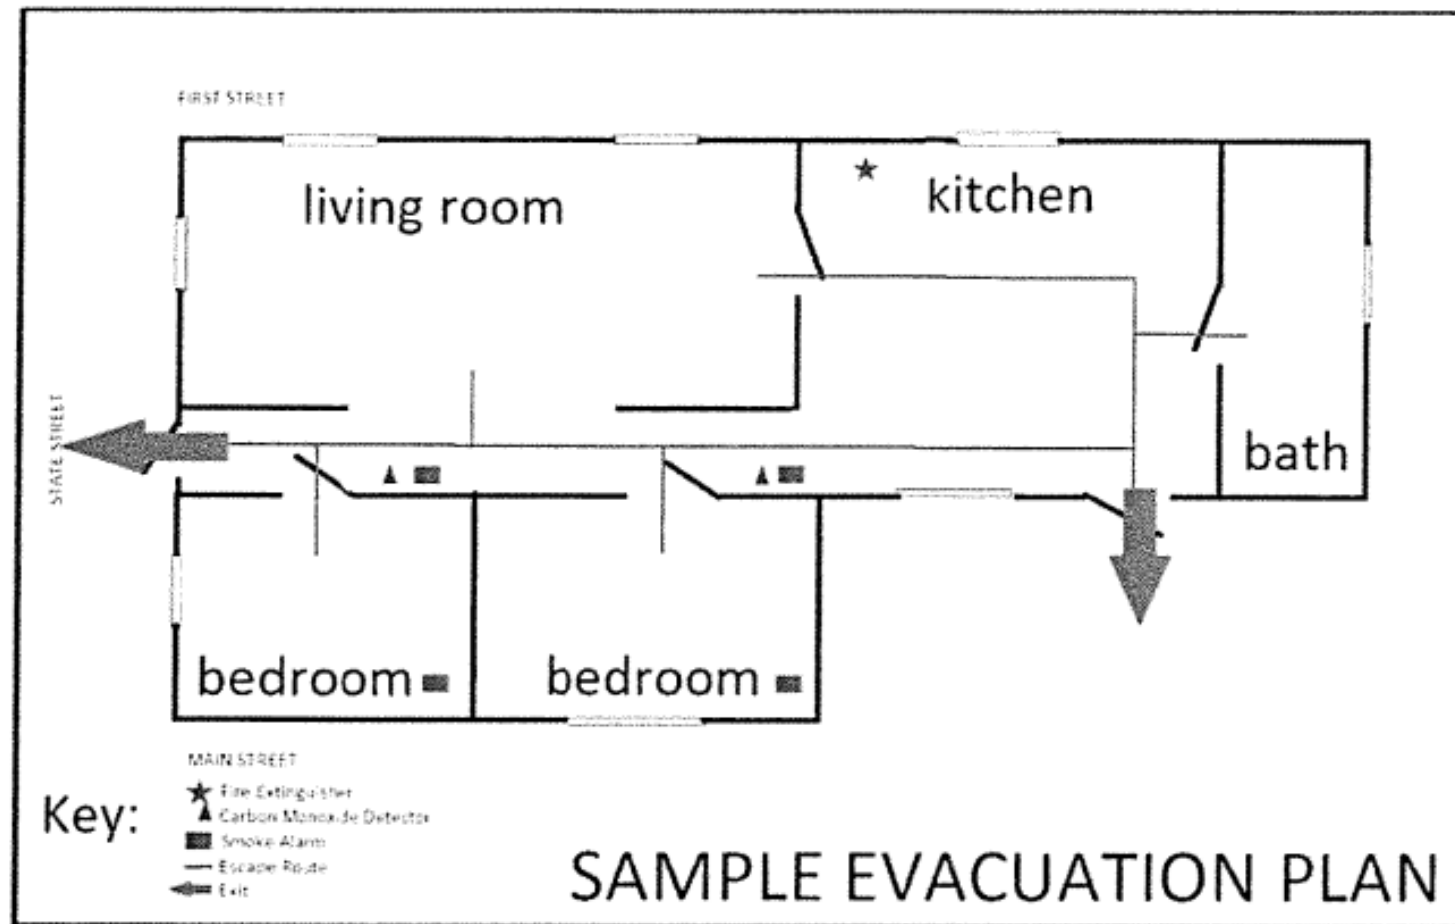 FIRST STREET
living room
kitchen
STATE STREET
bath
bedroom
bedroom
MAIN STREET
Key:
Fire Extinguisher
Carbon Monoxide Detector
Smoke Alarm
Escape Route
Exit
SAMPLE EVACUATION PLAN